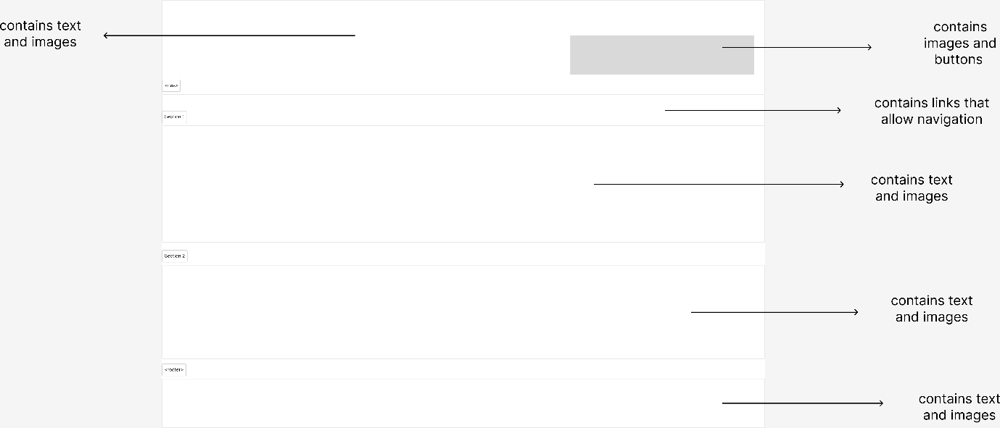 contains text
and images
contains
images and
buttons
<nav>
contains links that
allow navigation
Section 1
contains text
and images
Section 2
contains text
and images
<footer>
contains text
and images